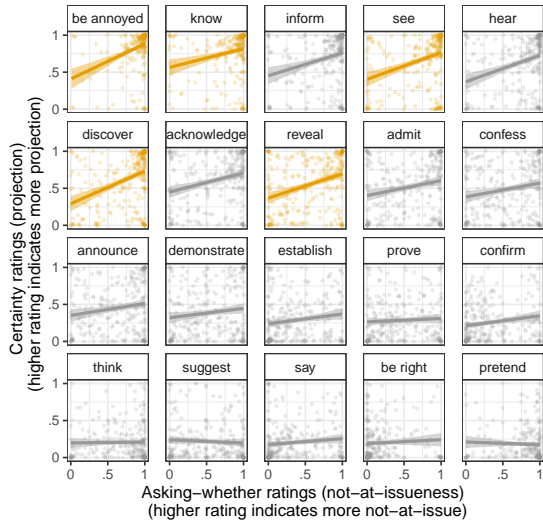 be annoyed know inform see hear
1
.5
0
discover acknowledge reveal admit confess
1
.5
0
announce demonstrate establish prove confirm
1
.5
0
think suggest say be right pretend
1
.5
0
0 .5 1 0 .5 1 0 .5 1 0 .5 1 0 .5 1
Certainty ratings (projection)
(higher rating indicates more projection)
Asking−whether ratings (not−at−issueness)
(higher rating indicates more not−at−issue)